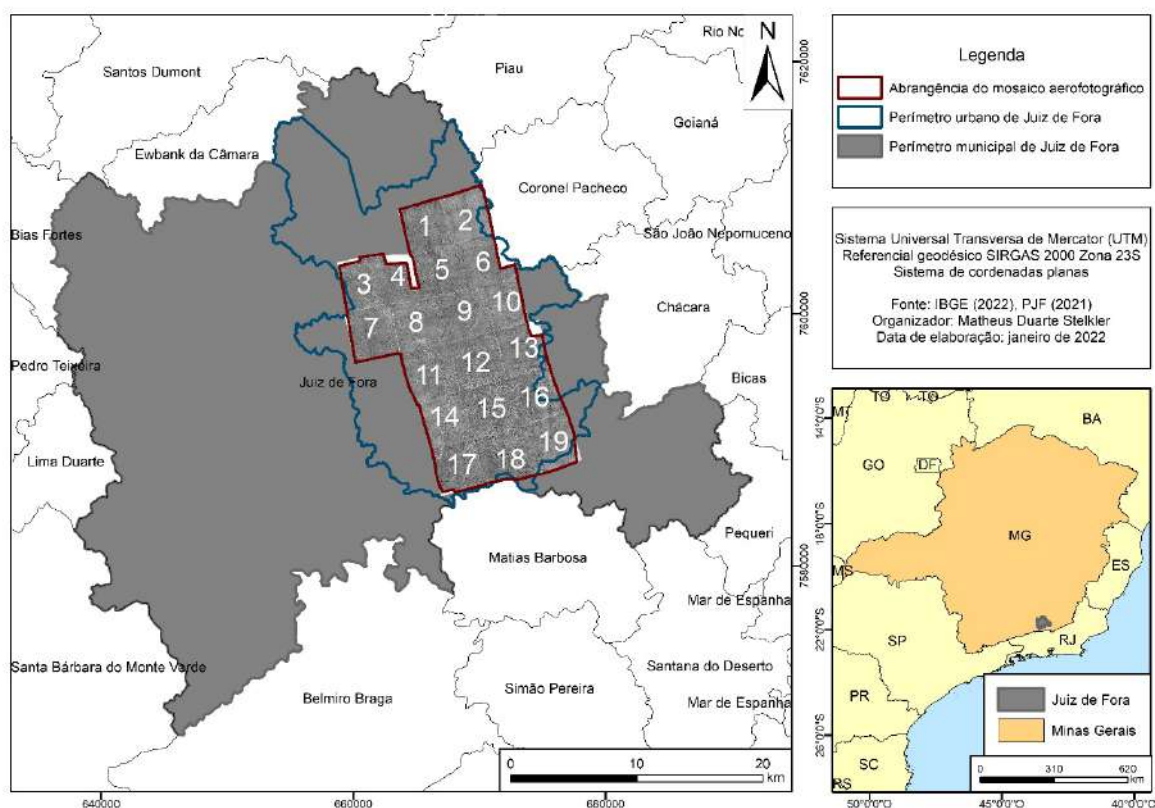 Rio No
N
Santos Dumont
Piau
7620000
Goianá
Ewbank da Câmara
Coronel Pacheco
Bias Fortes
São João Nepomuceno
1
2
3
4
5
6
7
8
9
10
7600000
Chácara
Pedro Teixeira
Juiz de Fora
11
12
13
Bicas
14
15
16
Lima Duarte
17
18
19
Pequeri
Matias Barbosa
7580000
Mar de Espanha
Santa Bárbara do Monte Verde
Santana do Deserto
Simão Pereira
Belmiro Braga
Mar de Espanha
0 10 20
km
640000 660000 680000
Legenda
Abrangência do mosaico aerofotográfico
Perímetro urbano de Juiz de Fora
Perímetro municipal de Juiz de Fora
Sistema Universal Transversa de Mercator (UTM)
Referencial geodésico SIRGAS 2000 Zona 23S
Sistema de cordenadas planas
Fonte: IBGE (2022), PJF (2021)
Organizador: Matheus Duarte Stelkler
Data de elaboração: janeiro de 2022
TO
TO
BA
14°0'0"S
GO
DF
18°0'0"S
MG
MS
ES
22°0'0"S
SP
RJ
PR
26°0'0"S
SC
RS
Juiz de Fora
Minas Gerais
0 310 620
km
50°0'0"C 45°0'0"C 40°0'0"C